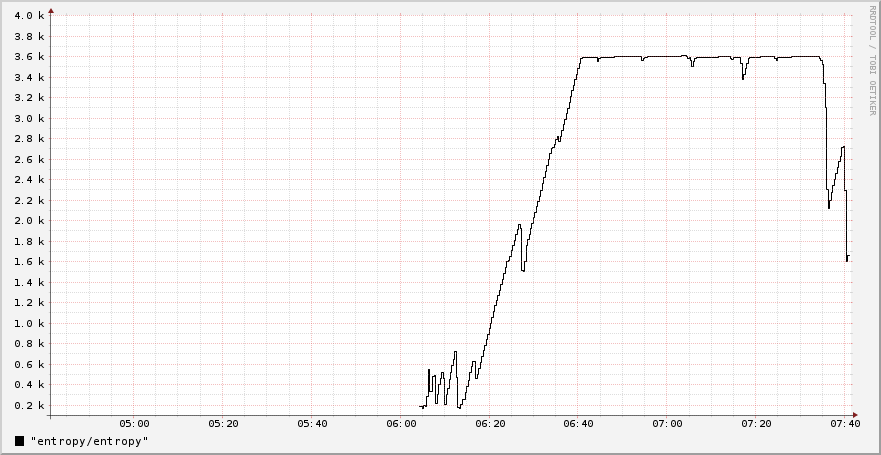 RRDTOOL / TOBI OETIKER
4.0 k
3.8 k
3.6 k
3.4 k
3.2 k
3.0 k
2.8 k
2.6 k
2.4 k
2.2 k
2.0 k
1.8 k
1.6 k
1.4 k
1.2 k
1.0 k
0.8 k
0.6 k
0.4 k
0.2 k
05:00 05:20 05:40 06:00 06:20 06:40 07:00 07:20 07:40
"entropy/entropy"